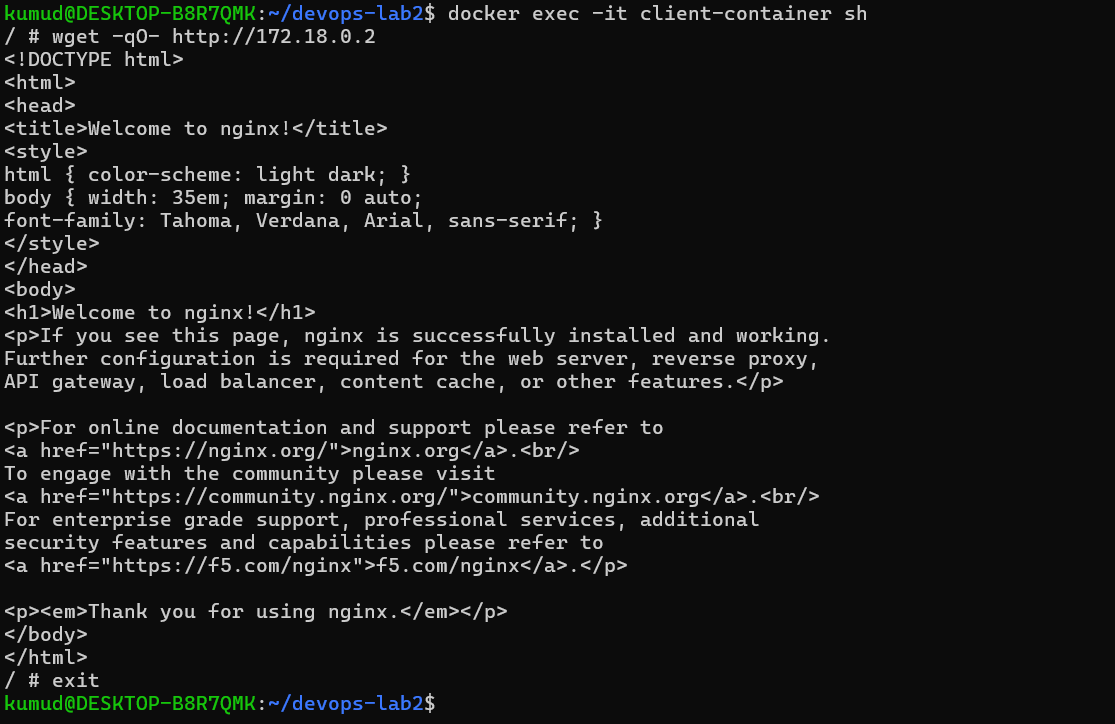 kumud@DESKTOP-B8R7QMK:~/devops-lab2$ docker exec -it client-container sh
/ # wget -qO- http://172.18.0.2
<!DOCTYPE html>
<html>
<head>
<title>Welcome to nginx!</title>
<style>
html { color-scheme: light dark; }
body { width: 35em; margin: 0 auto;
font-family: Tahoma, Verdana, Arial, sans-serif; }
</style>
</head>
<body>
<h1>Welcome to nginx!</h1>
<p>If you see this page, nginx is successfully installed and working.
Further configuration is required for the web server, reverse proxy,
API gateway, load balancer, content cache, or other features.</p>

<p>For online documentation and support please refer to
<a href="https://nginx.org/">nginx.org</a>.<br/>
To engage with the community please visit
<a href="https://community.nginx.org/">community.nginx.org</a>.<br/>
For enterprise grade support, professional services, additional
security features and capabilities please refer to
<a href="https://f5.com/nginx">f5.com/nginx</a>.</p>

<p><em>Thank you for using nginx.</em></p>
</body>
</html>
/ # exit
kumud@DESKTOP-B8R7QMK:~/devops-lab2$